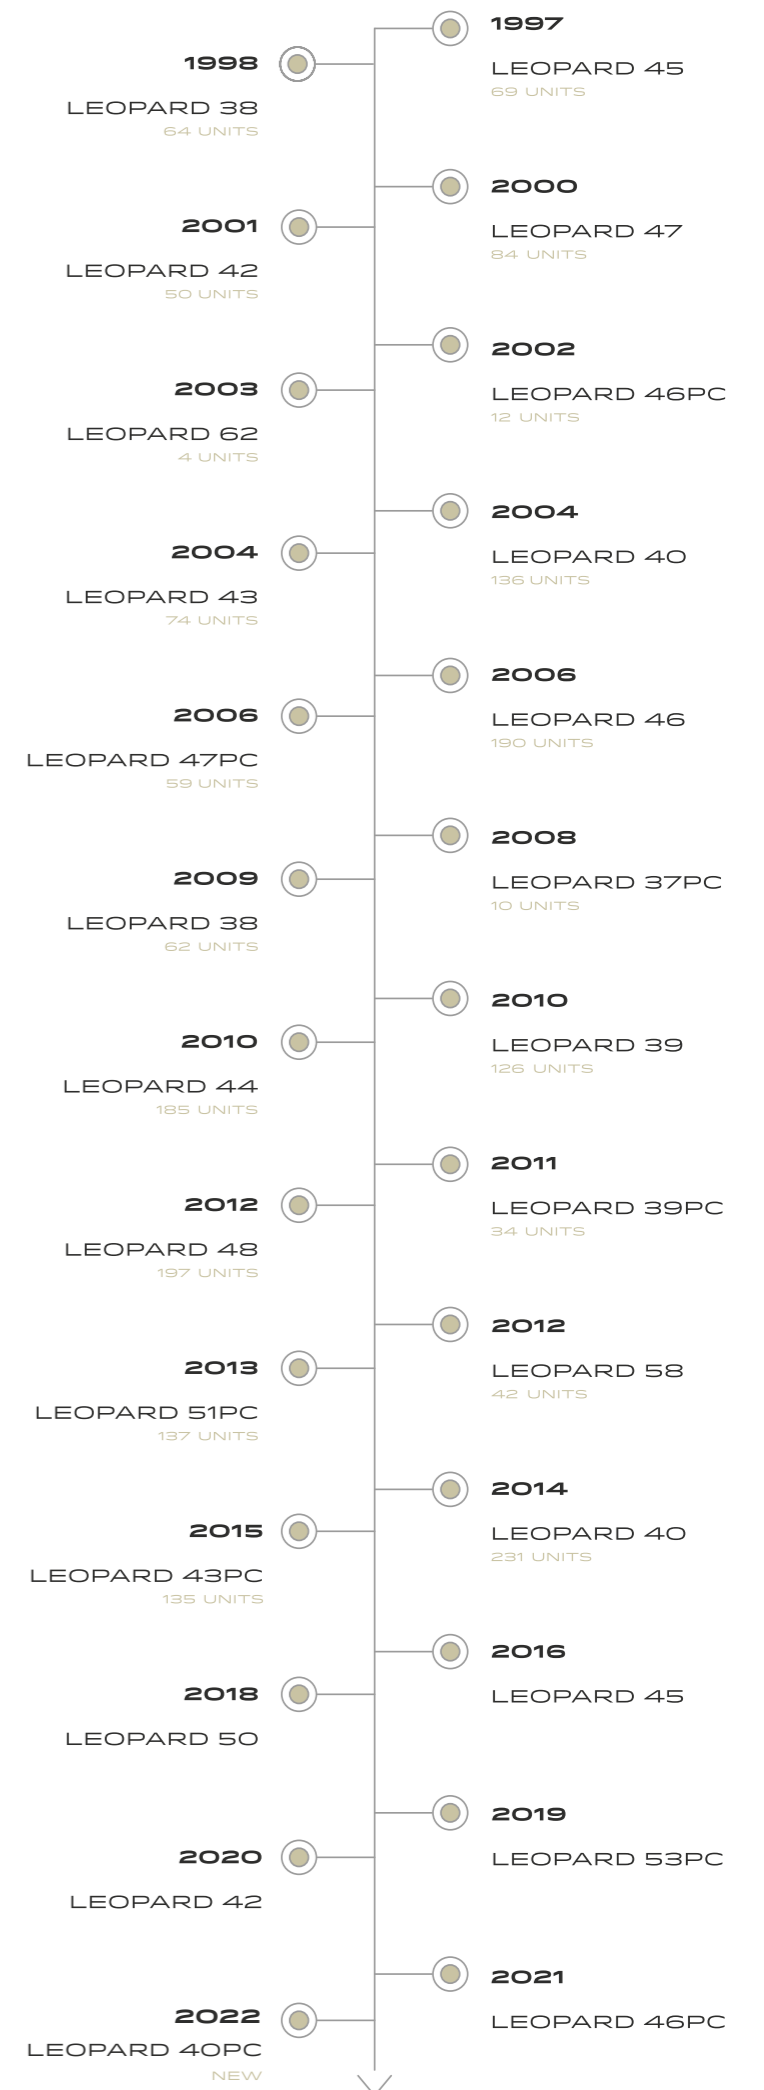 1997
LEOPARD 45
69 UNITS
1998
LEOPARD 38
64 UNITS
2000
LEOPARD 47
84 UNITS
2001
LEOPARD 42
50 UNITS
2002
LEOPARD 46PC
12 UNITS
2003
LEOPARD 62
4 UNITS
2004
LEOPARD 40
136 UNITS
2004
LEOPARD 43
74 UNITS
2006
LEOPARD 46
190 UNITS
2006
LEOPARD 47PC
59 UNITS
2008
LEOPARD 37PC
10 UNITS
2009
LEOPARD 38
62 UNITS
2010
LEOPARD 39
126 UNITS
2010
LEOPARD 44
185 UNITS
2011
LEOPARD 39PC
34 UNITS
2012
LEOPARD 48
197 UNITS
2012
LEOPARD 58
42 UNITS
2013
LEOPARD 51PC
137 UNITS
2014
LEOPARD 40
231 UNITS
2015
LEOPARD 43PC
135 UNITS
2016
LEOPARD 45
2018
LEOPARD 50
2019
LEOPARD 53PC
2020
LEOPARD 42
2021
LEOPARD 46PC
2022
LEOPARD 40PC
NEW